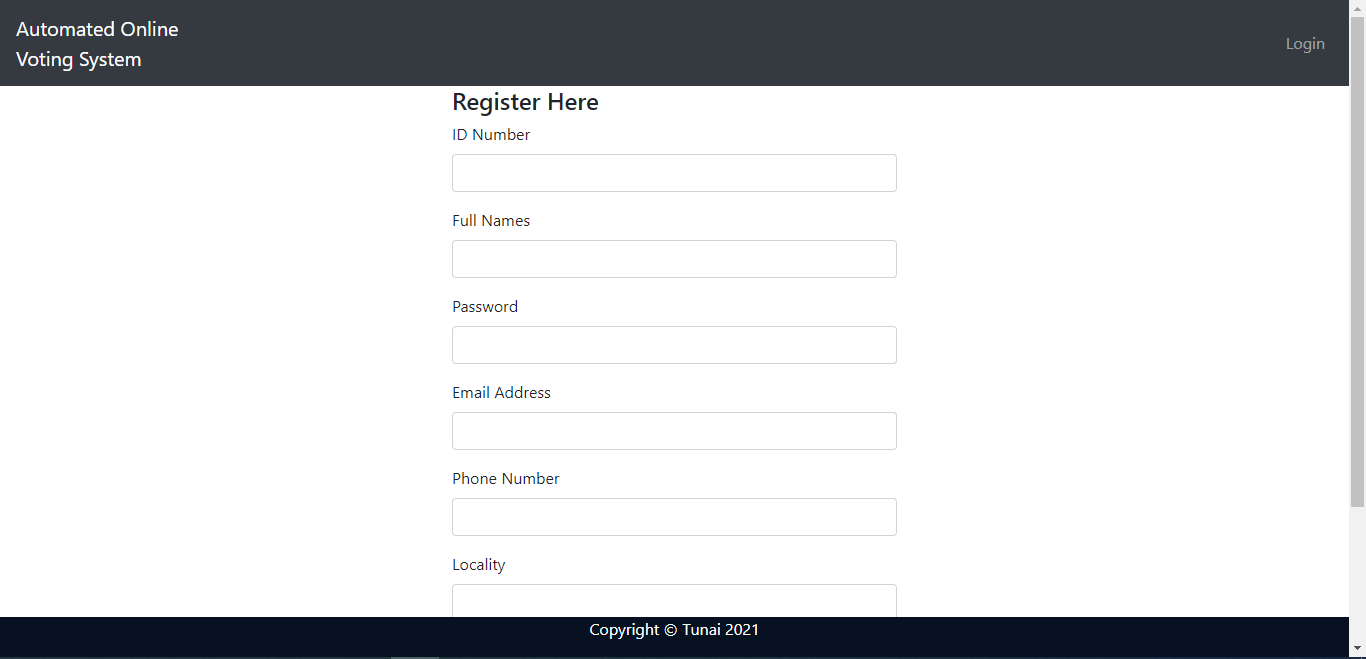 Automated Online
Voting System
Login
Register Here
ID Number
Full Names
Password
Email Address
Phone Number
Locality
Copyright © Tunai 2021